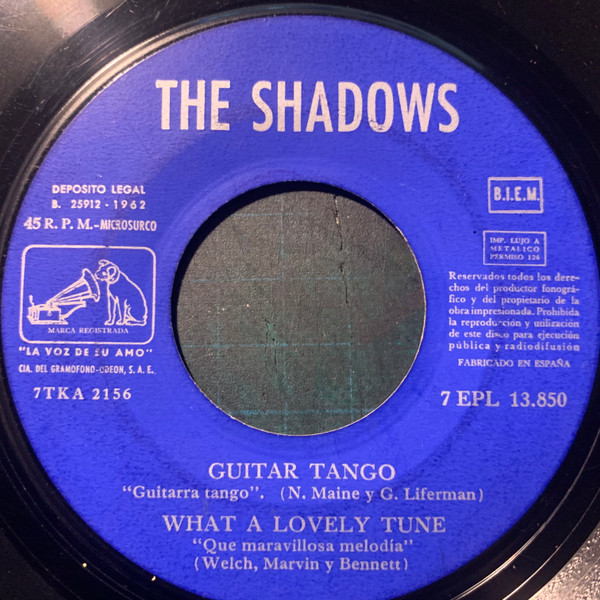 THE SHADOWS
DEPOSITO LEGAL
B. 25912 - 1962
45 R. P. M. - MICROSURCO
MARCA REGISTRADA
"LA VOZ DE SU AMO"
CIA. DEL GRAMOFONO-ODEON, S. A. E.
7TKA 2156
B.I.E.M.
IMP. LUJO A
METALICO
PERMISO 126
Reservados todos los dere-
chos del productor fonográ-
fico y del propietario de la
obra impresionada. Prohibida
la reproducción y utilización
de este disco para ejecución
pública y radiodifusión
FABRICADO EN ESPAÑA
7 EPL 13.850
GUITAR TANGO
"Guitarra tango". (N. Maine y G. Liferman)
WHAT A LOVELY TUNE
"Que maravillosa melodía"
(Welch, Marvin y Bennett)